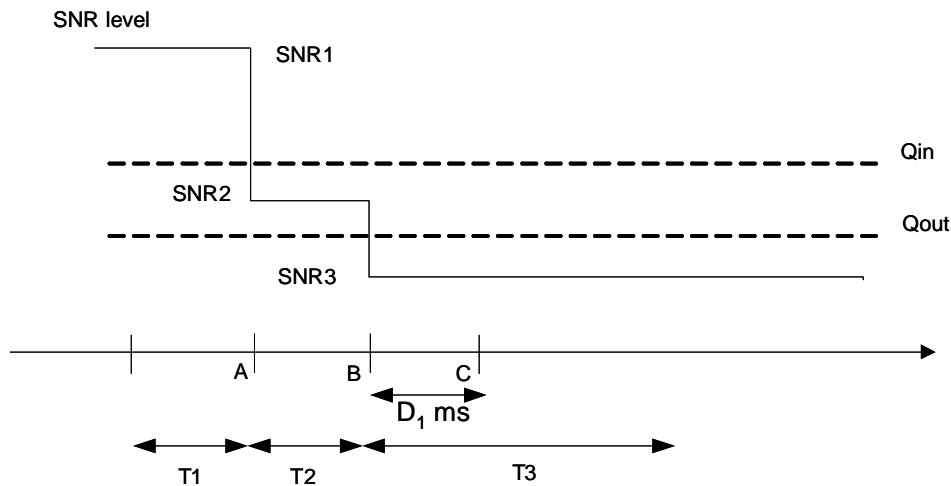 SNR level
SNR1
Qin
SNR2
Qout
SNR3
A
B
C
D₁ ms
T1
T2
T3